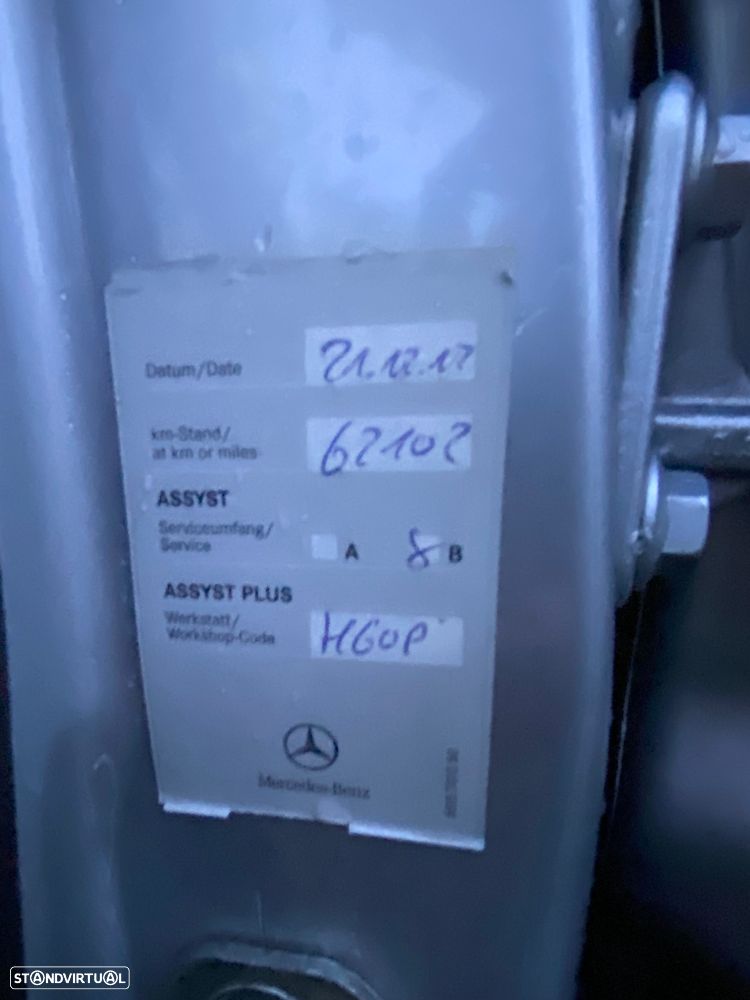 Datum/Date 21.12.17
km-Stand/
at km or miles 62102
ASSYST
Serviceumfang/
Service A 8 B
ASSYST PLUS
Werkstatt/
Workshop-Code HGOP
Mercedes-Benz
STANDVIRTUAL